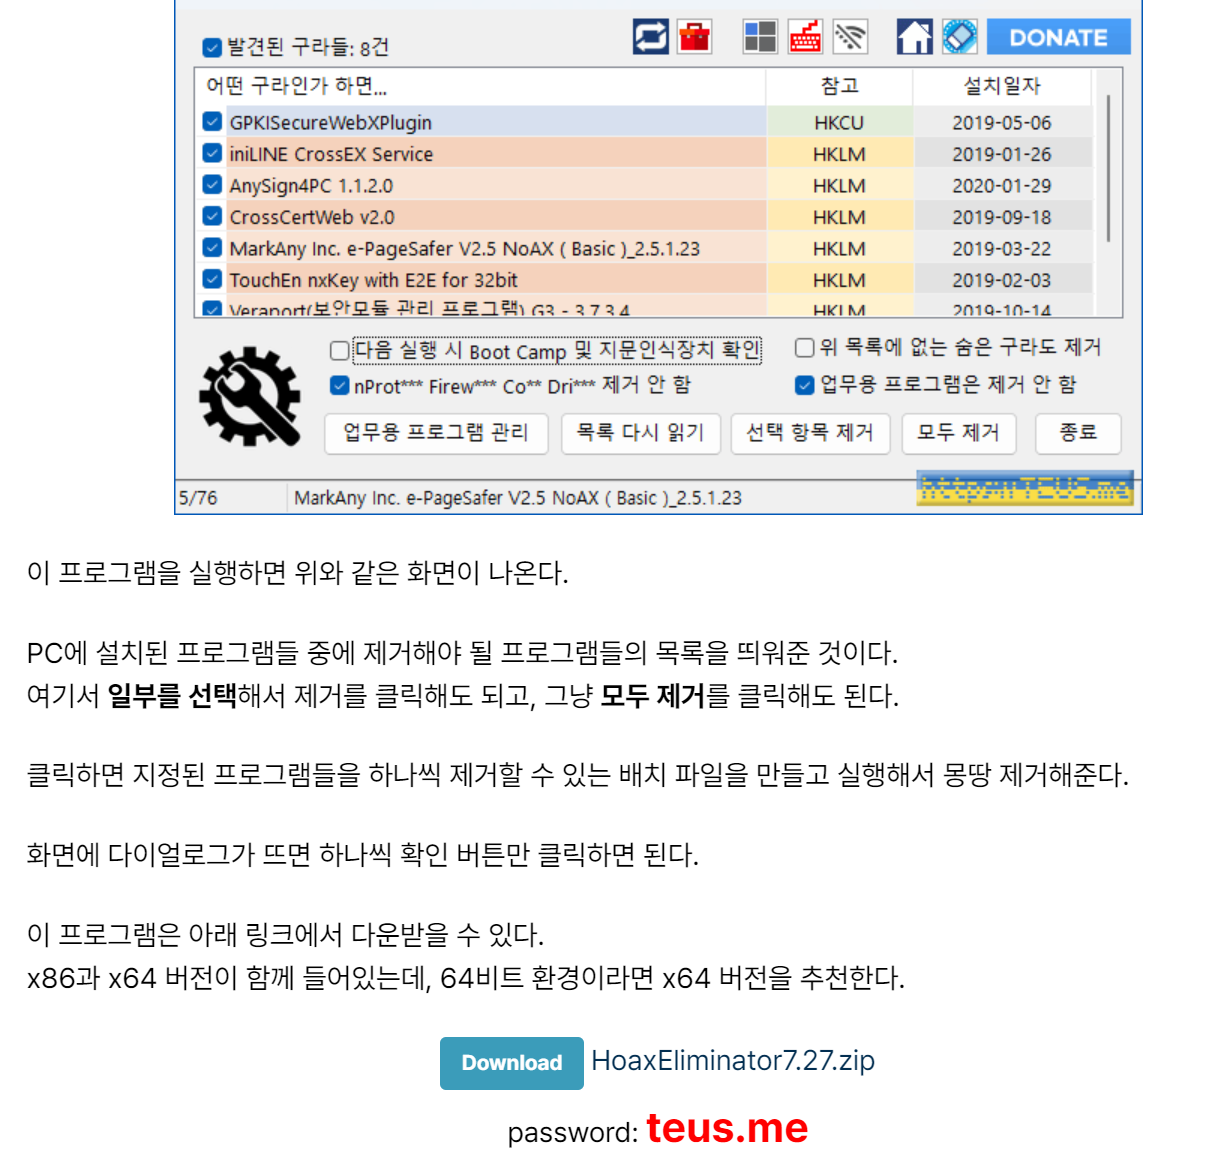 발견된 구라들: 8건
DONATE
어떤 구라인가 하면... 참고 설치일자
GPKISecureWebXPlugin HKCU 2019-05-06
iniLINE CrossEX Service HKLM 2019-01-26
AnySign4PC 1.1.2.0 HKLM 2020-01-29
CrossCertWeb v2.0 HKLM 2019-09-18
MarkAny Inc. e-PageSafer V2.5 NoAX ( Basic )_2.5.1.23 HKLM 2019-03-22
TouchEn nxKey with E2E for 32bit HKLM 2019-02-03
Veraport(보안모듈 관리 프로그램) G3 - 3.7.3.4 HKLM 2019-10-14
다음 실행 시 Boot Camp 및 지문인식장치 확인 위 목록에 없는 숨은 구라도 제거
nProt*** Firew*** Co** Dri*** 제거 안 함 업무용 프로그램은 제거 안 함
업무용 프로그램 관리 목록 다시 읽기 선택 항목 제거 모두 제거 종료
5/76 MarkAny Inc. e-PageSafer V2.5 NoAX ( Basic )_2.5.1.23 https://TEUS.me
이 프로그램을 실행하면 위와 같은 화면이 나온다.
PC에 설치된 프로그램들 중에 제거해야 될 프로그램들의 목록을 띄워준 것이다.
여기서 일부를 선택해서 제거를 클릭해도 되고, 그냥 모두 제거를 클릭해도 된다.
클릭하면 지정된 프로그램들을 하나씩 제거할 수 있는 배치 파일을 만들고 실행해서 몽땅 제거해준다.
화면에 다이얼로그가 뜨면 하나씩 확인 버튼만 클릭하면 된다.
이 프로그램은 아래 링크에서 다운받을 수 있다.
x86과 x64 버전이 함께 들어있는데, 64비트 환경이라면 x64 버전을 추천한다.
Download HoaxEliminator7.27.zip
password: teus.me